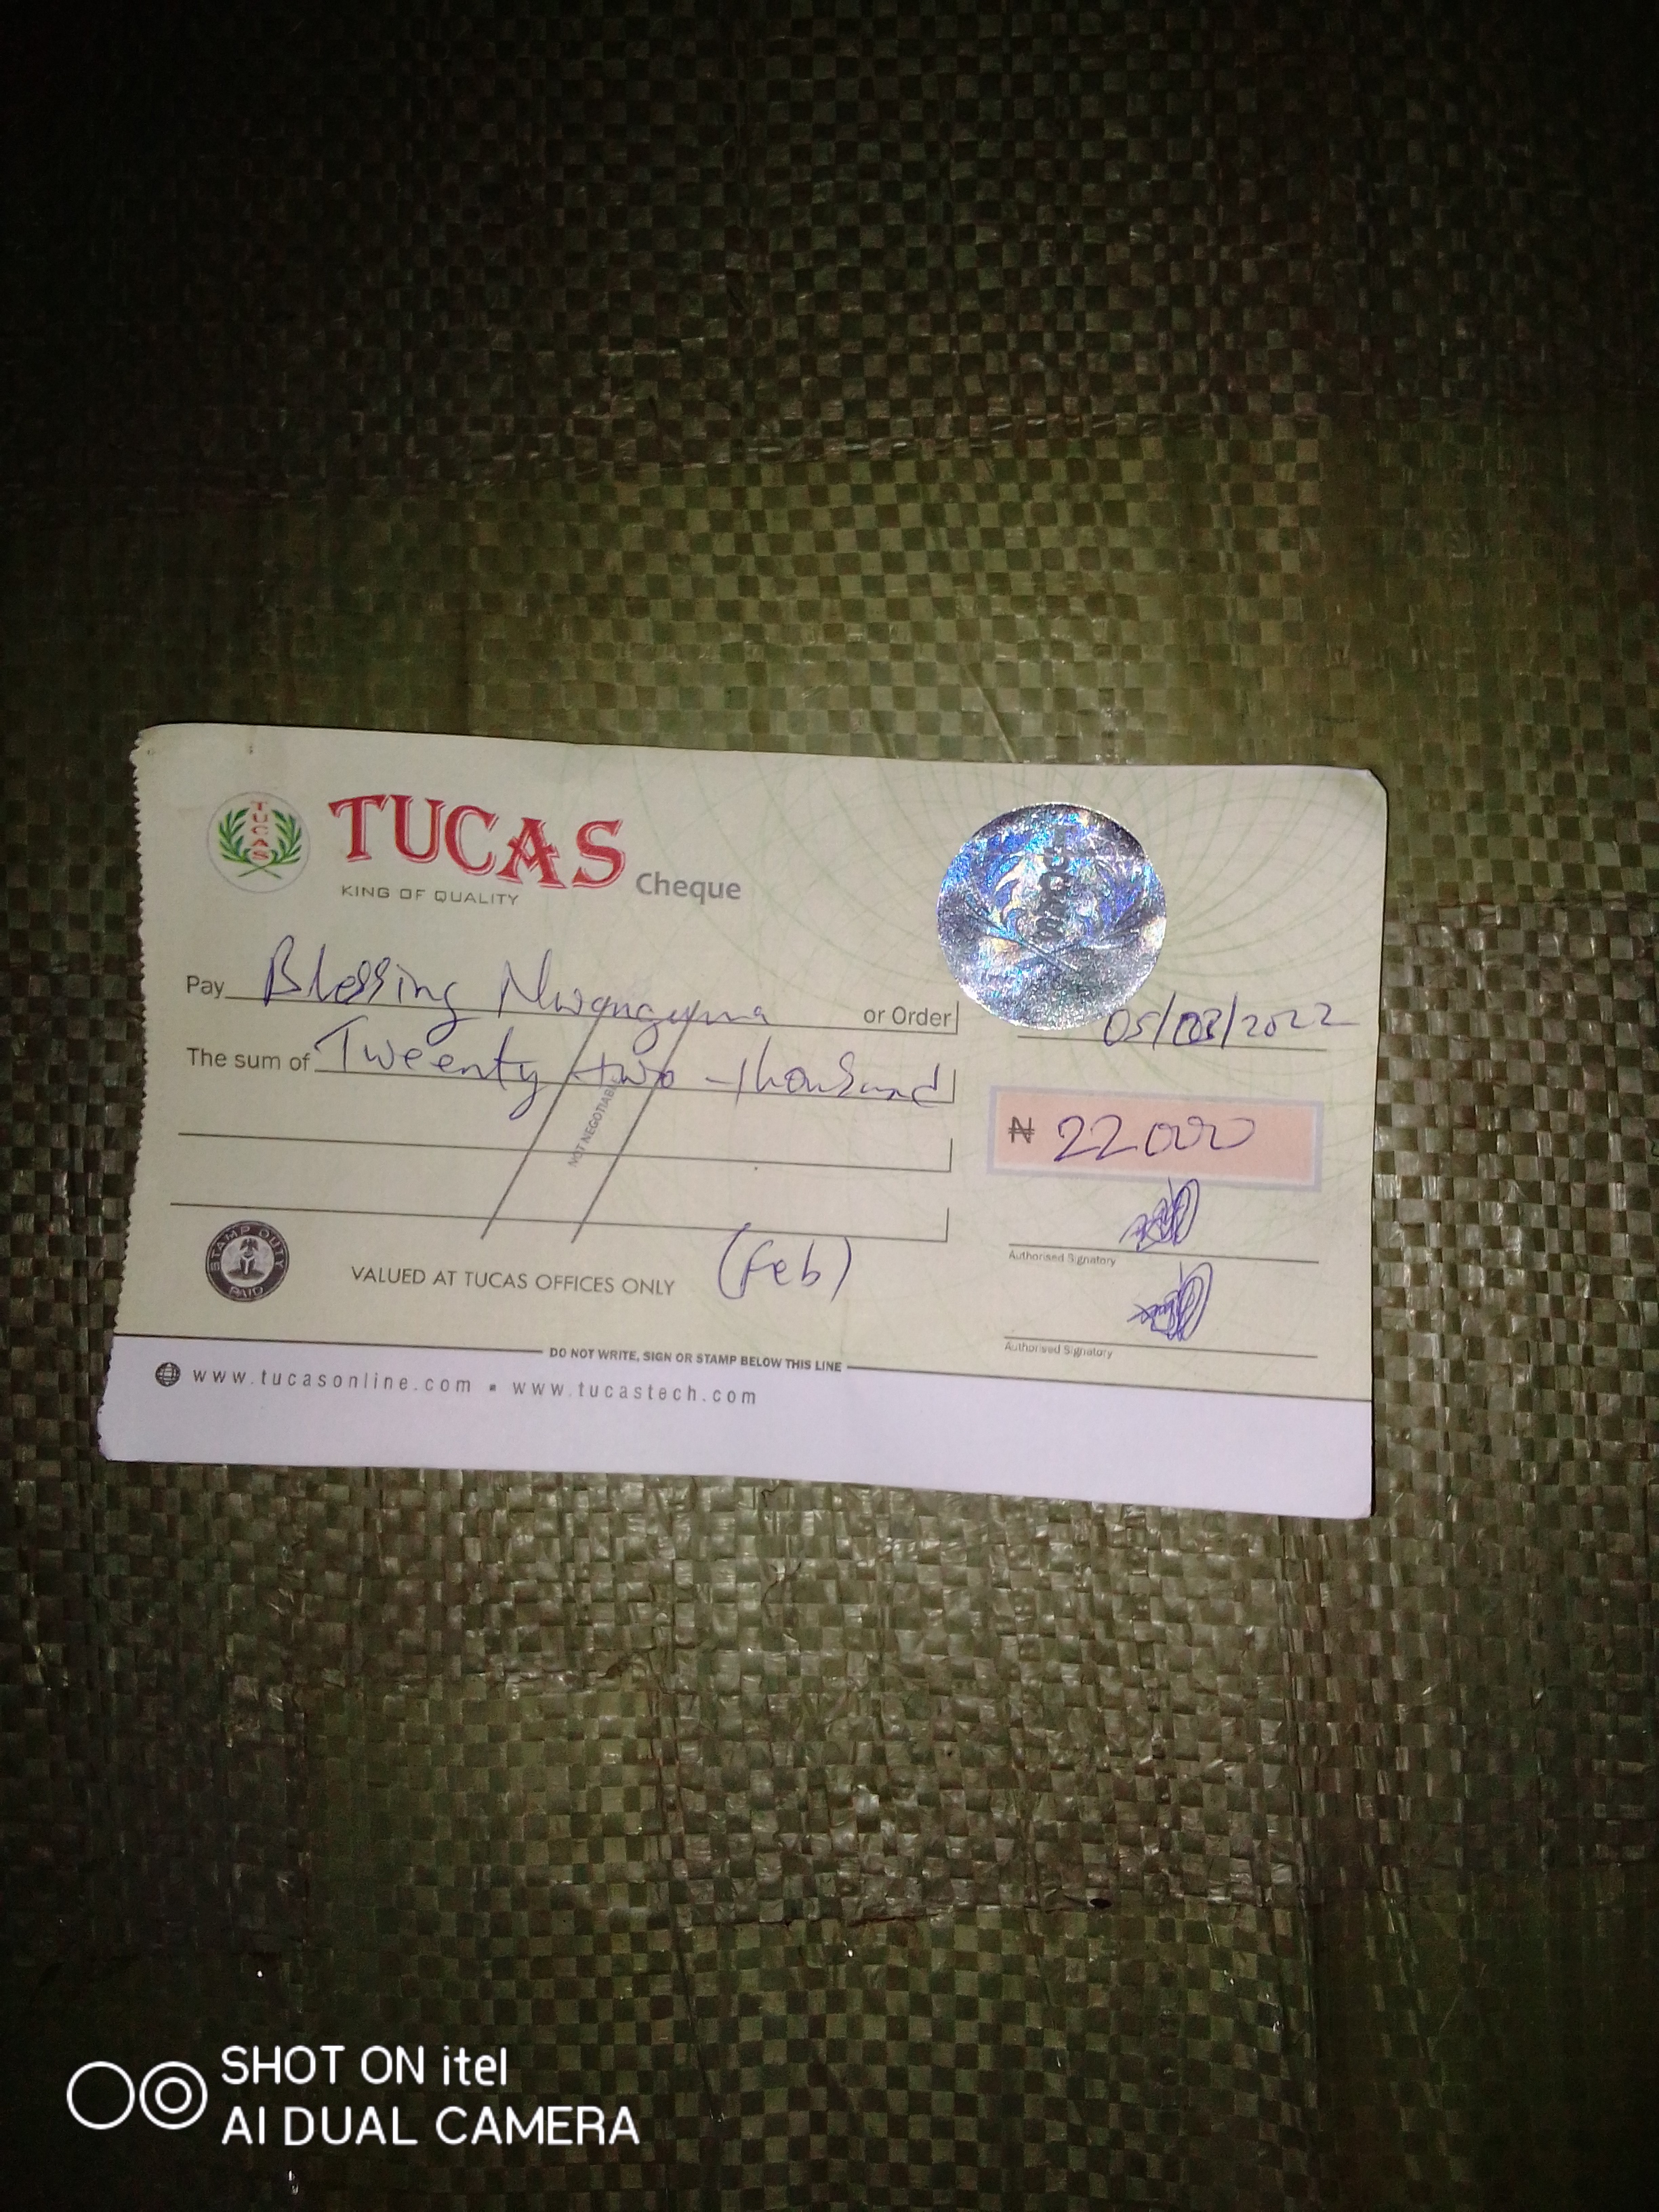 TUCAS
TUCAS Cheque
KING OF QUALITY
Pay Blessing or Order
05/03/2022
The sum of Tweenty two thousand
NOT NEGOTIABLE
₦ 22000
Authorised Signatory
STAMP DUTY PAID
VALUED AT TUCAS OFFICES ONLY (Feb)
Authorised Signatory
DO NOT WRITE, SIGN OR STAMP BELOW THIS LINE
www.tucasonline.com ▪ www.tucastech.com
SHOT ON itel
AI DUAL CAMERA